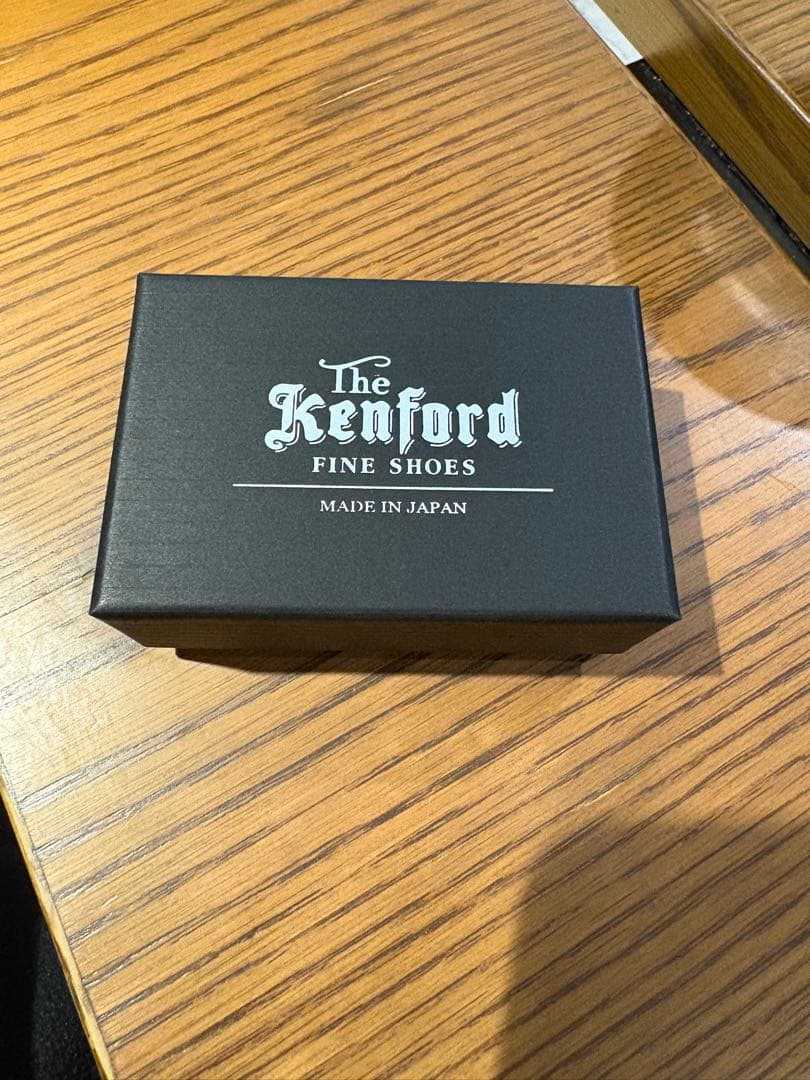 The
Kenford
FINE SHOES
MADE IN JAPAN